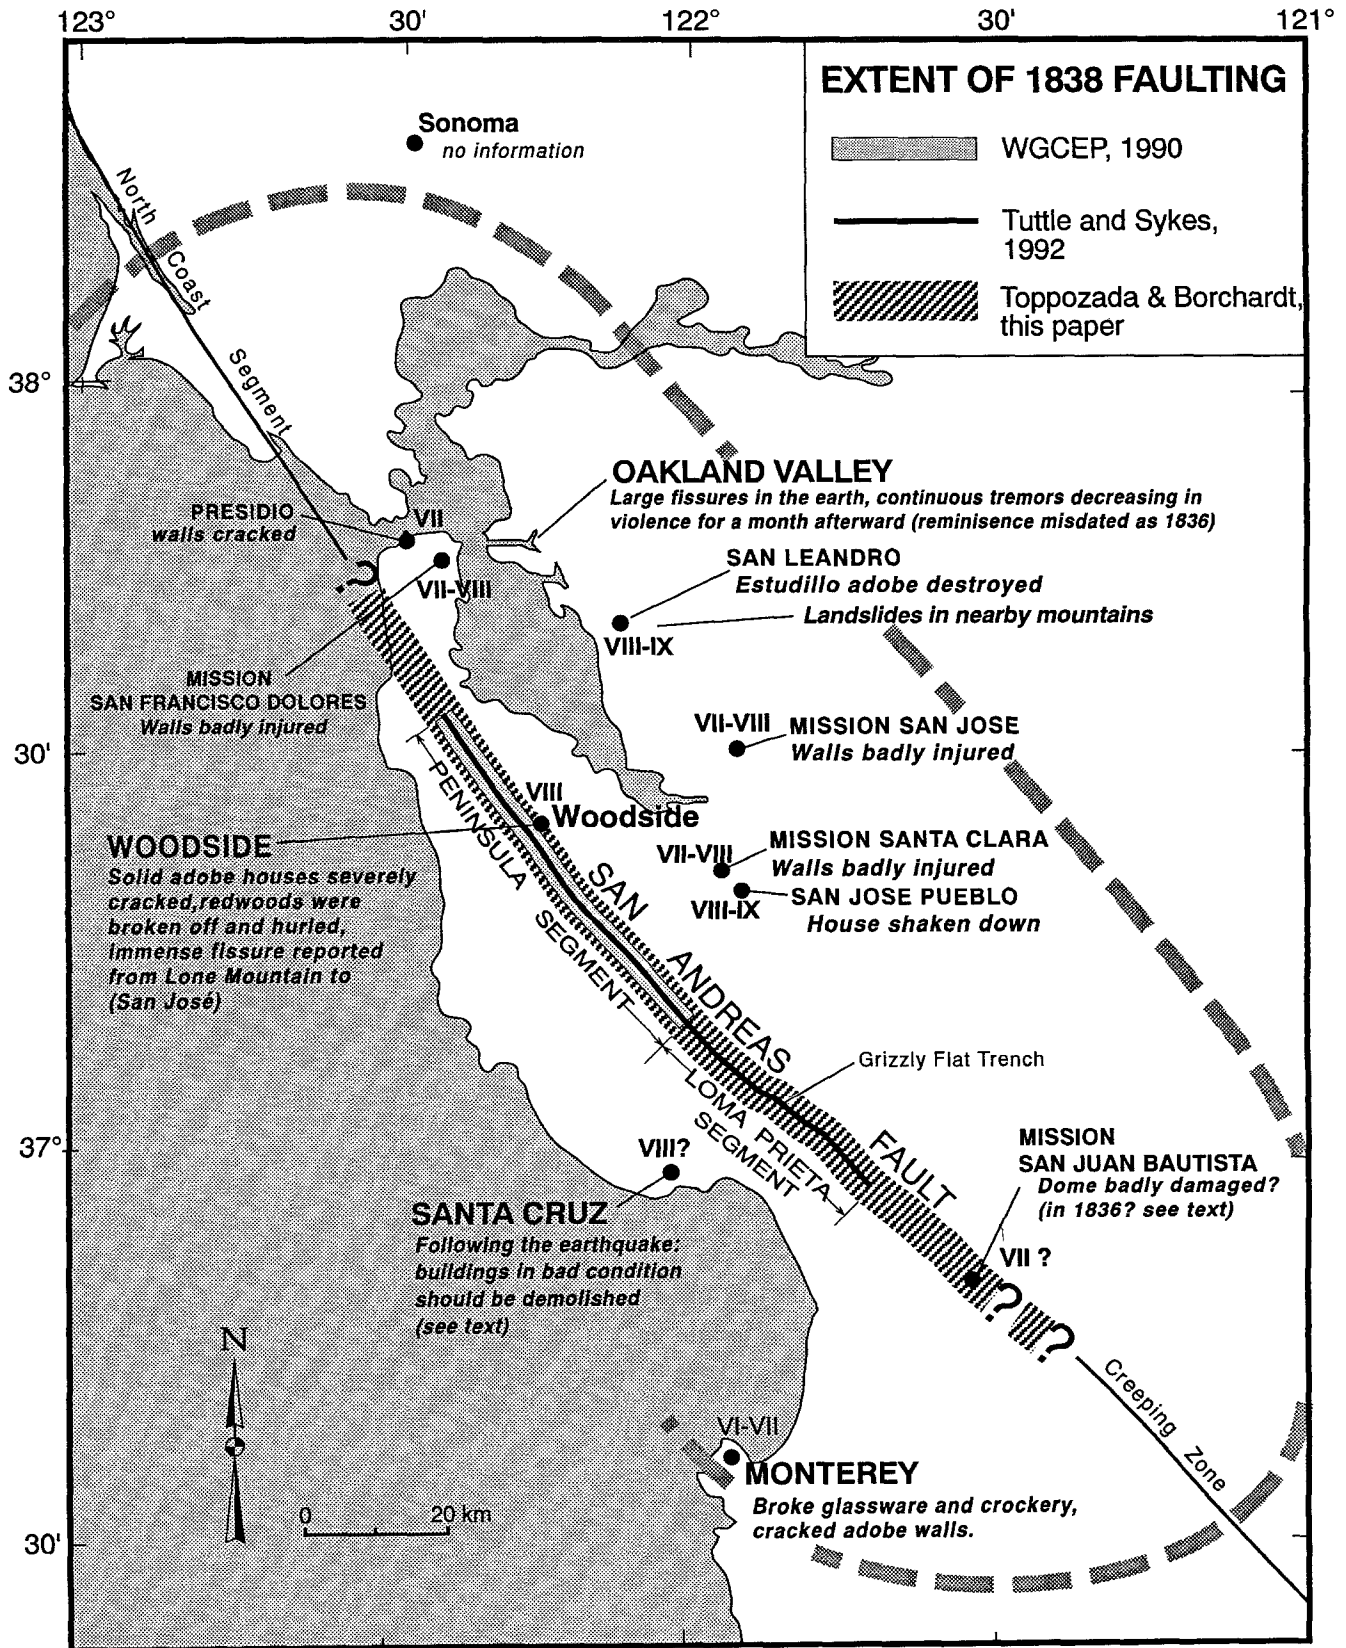 123°
30'
122°
30'
121°
EXTENT OF 1838 FAULTING
WGCEP, 1990
Tuttle and Sykes,
1992
Toppozada & Borchardt,
this paper
Sonoma
no information
North Coast Segment
38°
OAKLAND VALLEY
Large fissures in the earth, continuous tremors decreasing in
violence for a month afterward (reminisence misdated as 1836)
PRESIDIO
walls cracked
VII
VII-VIII
?
SAN LEANDRO
Estudillo adobe destroyed
Landslides in nearby mountains
VIII-IX
MISSION
SAN FRANCISCO DOLORES
Walls badly injured
VII-VIII
MISSION SAN JOSE
Walls badly injured
30'
PENINSULA SEGMENT
VIII
Woodside
WOODSIDE
Solid adobe houses severely
cracked,redwoods were
broken off and hurled,
immense fissure reported
from Lone Mountain to
(San José)
VII-VIII
MISSION SANTA CLARA
Walls badly injured
VIII-IX
SAN JOSE PUEBLO
House shaken down
SAN ANDREAS FAULT
Grizzly Flat Trench
LOMA PRIETA
SEGMENT
37°
VIII?
SANTA CRUZ
Following the earthquake:
buildings in bad condition
should be demolished
(see text)
MISSION
SAN JUAN BAUTISTA
Dome badly damaged?
(in 1836? see text)
VII ?
?
?
Creeping Zone
N
0
20 km
VI-VII
MONTEREY
Broke glassware and crockery,
cracked adobe walls.
30'